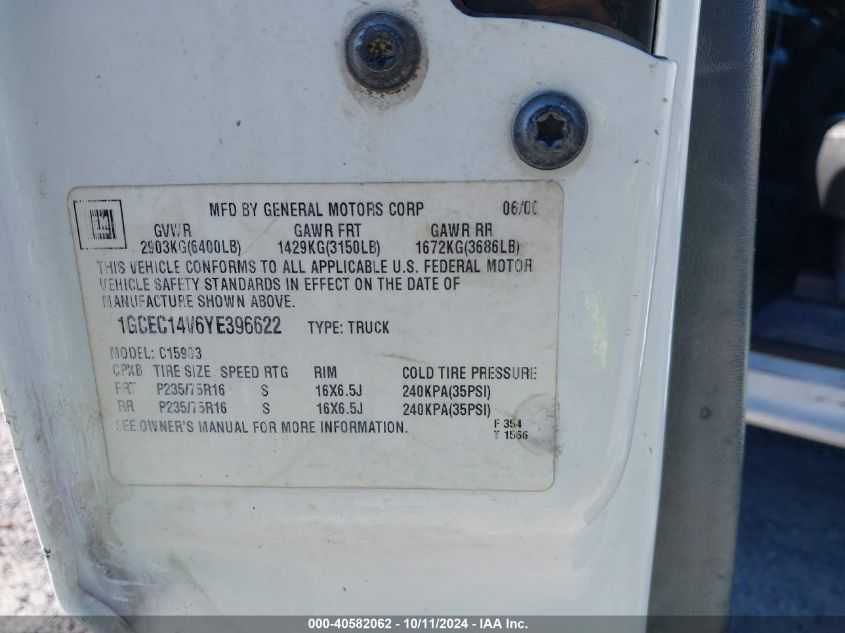 GM
MFD BY GENERAL MOTORS CORP 06/00
GVWR GAWR FRT GAWR RR
2903KG(6400LB) 1429KG(3150LB) 1672KG(3686LB)
THIS VEHICLE CONFORMS TO ALL APPLICABLE U.S. FEDERAL MOTOR
VEHICLE SAFETY STANDARDS IN EFFECT ON THE DATE OF
MANUFACTURE SHOWN ABOVE.
1GCEC14V6YE396622 TYPE: TRUCK
MODEL: C15903
CPXB TIRE SIZE SPEED RTG RIM COLD TIRE PRESSURE
FRT P235/75R16 S 16X6.5J 240KPA(35PSI)
RR P235/75R16 S 16X6.5J 240KPA(35PSI)
SEE OWNER'S MANUAL FOR MORE INFORMATION.
F 354
T 1566
000-40582062 - 10/11/2024 - IAA Inc.